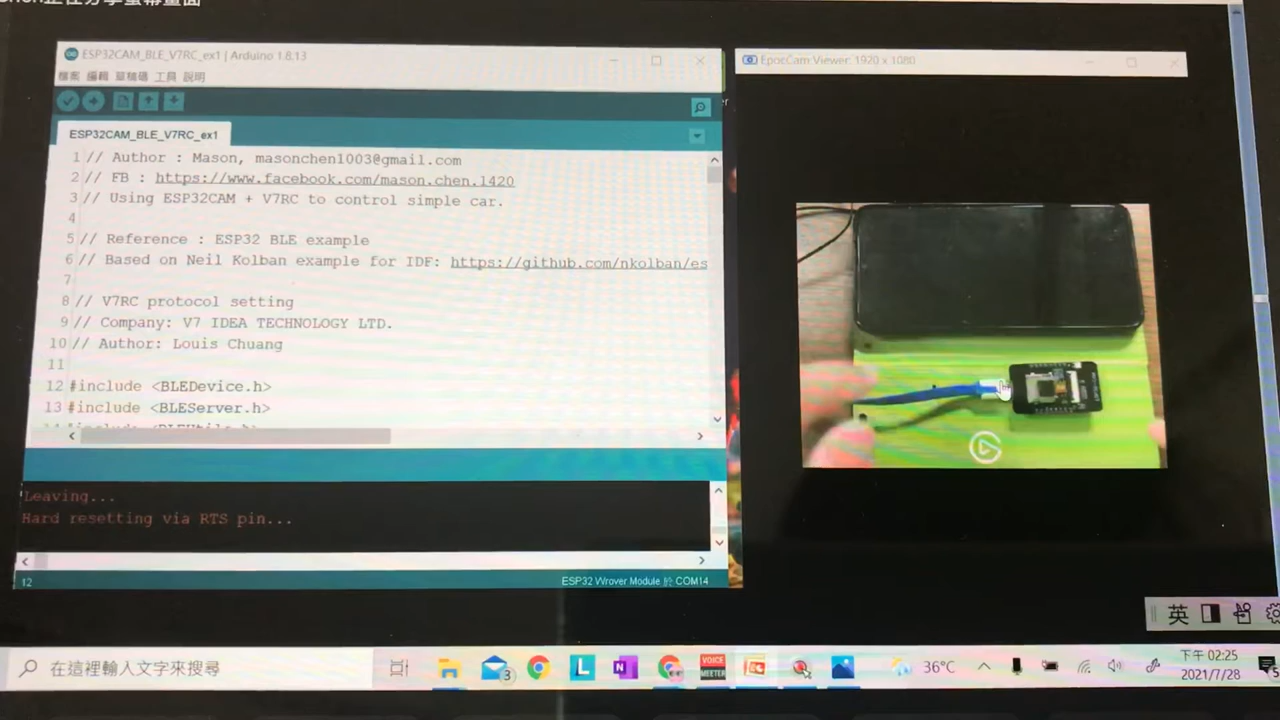 ESP32CAM_BLE_V7RC_ex1 | Arduino 1.8.13
檔案 編輯 草稿碼 工具 說明
ESP32CAM_BLE_V7RC_ex1
1 // Author : Mason, masonchen1003@gmail.com
2 // FB : https://www.facebook.com/mason.chen.1420
3 // Using ESP32CAM + V7RC to control simple car.
4
5 // Reference : ESP32 BLE example
6 // Based on Neil Kolban example for IDF: https://github.com/nkolban/es
7
8 // V7RC protocol setting
9 // Company: V7 IDEA TECHNOLOGY LTD.
10 // Author: Louis Chuang
11
12 #include <BLEDevice.h>
13 #include <BLEServer.h>
Leaving...
Hard resetting via RTS pin...
12
ESP32 Wrover Module 於 COM14
EpocCam Viewer: 1920 x 1080
英
在這裡輸入文字來搜尋
3
L
N
VOICE
MEETER
36°C
下午 02:25
2021/7/28